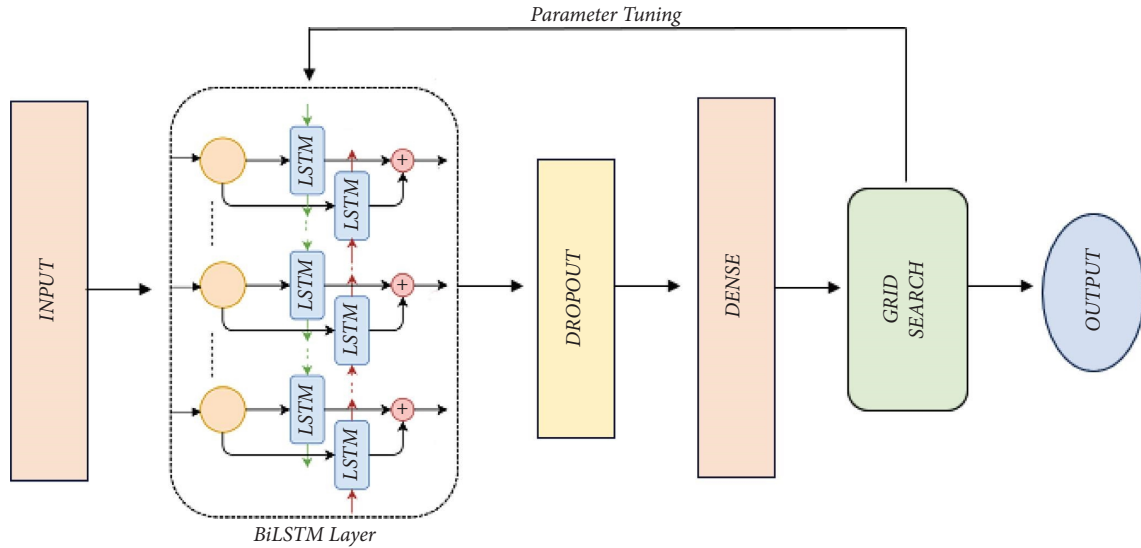 Parameter Tuning
INPUT
LSTM
LSTM
+
LSTM
LSTM
+
LSTM
LSTM
+
BiLSTM Layer
DROPOUT
DENSE
GRID
SEARCH
OUTPUT